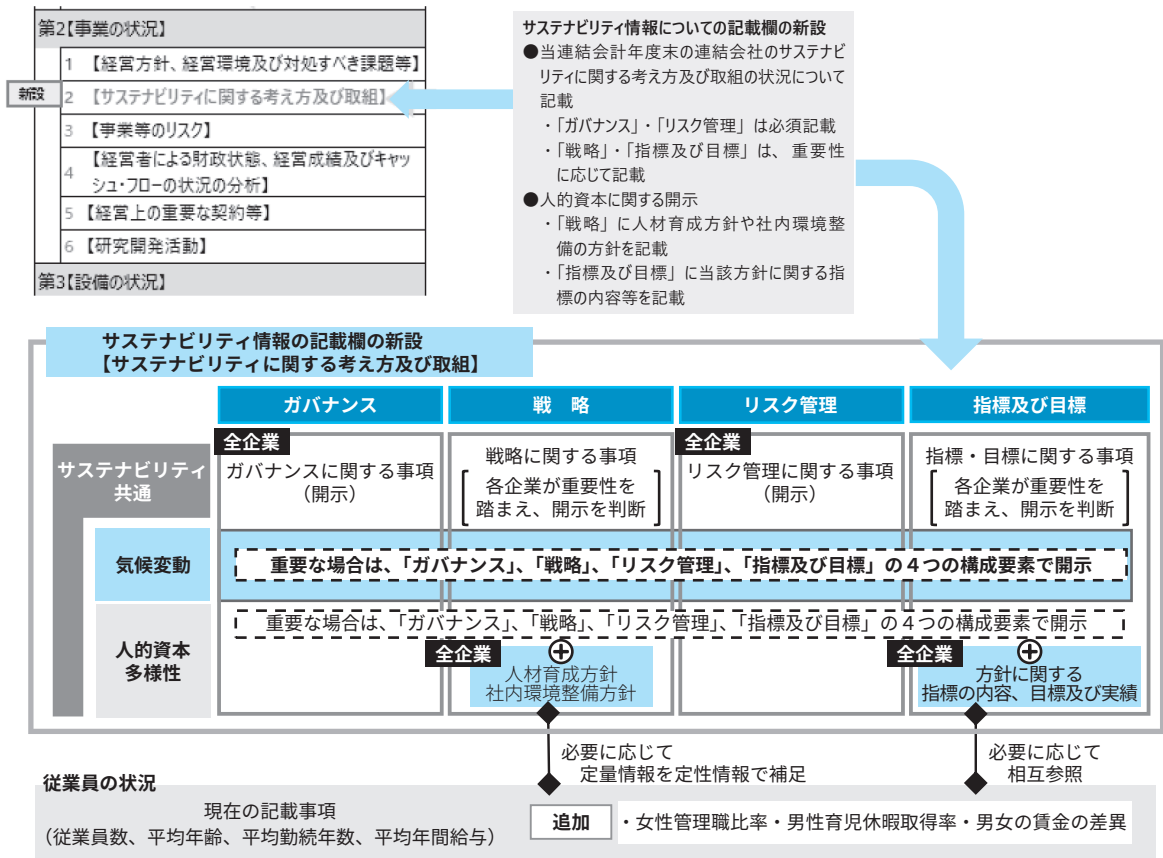 第2【事業の状況】
1 【経営方針、経営環境及び対処すべき課題等】
新設
2 【サステナビリティに関する考え方及び取組】
3 【事業等のリスク】
4 【経営者による財政状態、経営成績及びキャッ
シュ・フローの状況の分析】
5 【経営上の重要な契約等】
6 【研究開発活動】
第3【設備の状況】
サステナビリティ情報についての記載欄の新設
●当連結会計年度末の連結会社のサステナビ
リティに関する考え方及び取組の状況について
記載
・「ガバナンス」・「リスク管理」は必須記載
・「戦略」・「指標及び目標」は、重要性
に応じて記載
●人的資本に関する開示
・「戦略」に人材育成方針や社内環境整
備の方針を記載
・「指標及び目標」に当該方針に関する指
標の内容等を記載
サステナビリティ情報の記載欄の新設
【サステナビリティに関する考え方及び取組】
ガバナンス
戦　略
リスク管理
指標及び目標
サステナビリティ
共通
全企業
ガバナンスに関する事項
（開示）
戦略に関する事項
各企業が重要性を
踏まえ、開示を判断
全企業
リスク管理に関する事項
（開示）
指標・目標に関する事項
各企業が重要性を
踏まえ、開示を判断
気候変動
重要な場合は、「ガバナンス」、「戦略」、「リスク管理」、「指標及び目標」の４つの構成要素で開示
人的資本
多様性
重要な場合は、「ガバナンス」、「戦略」、「リスク管理」、「指標及び目標」の４つの構成要素で開示
全企業
人材育成方針
社内環境整備方針
全企業
方針に関する
指標の内容、目標及び実績
必要に応じて
定量情報を定性情報で補足
必要に応じて
相互参照
従業員の状況
現在の記載事項
（従業員数、平均年齢、平均勤続年数、平均年間給与）
追加
・女性管理職比率・男性育児休暇取得率・男女の賃金の差異